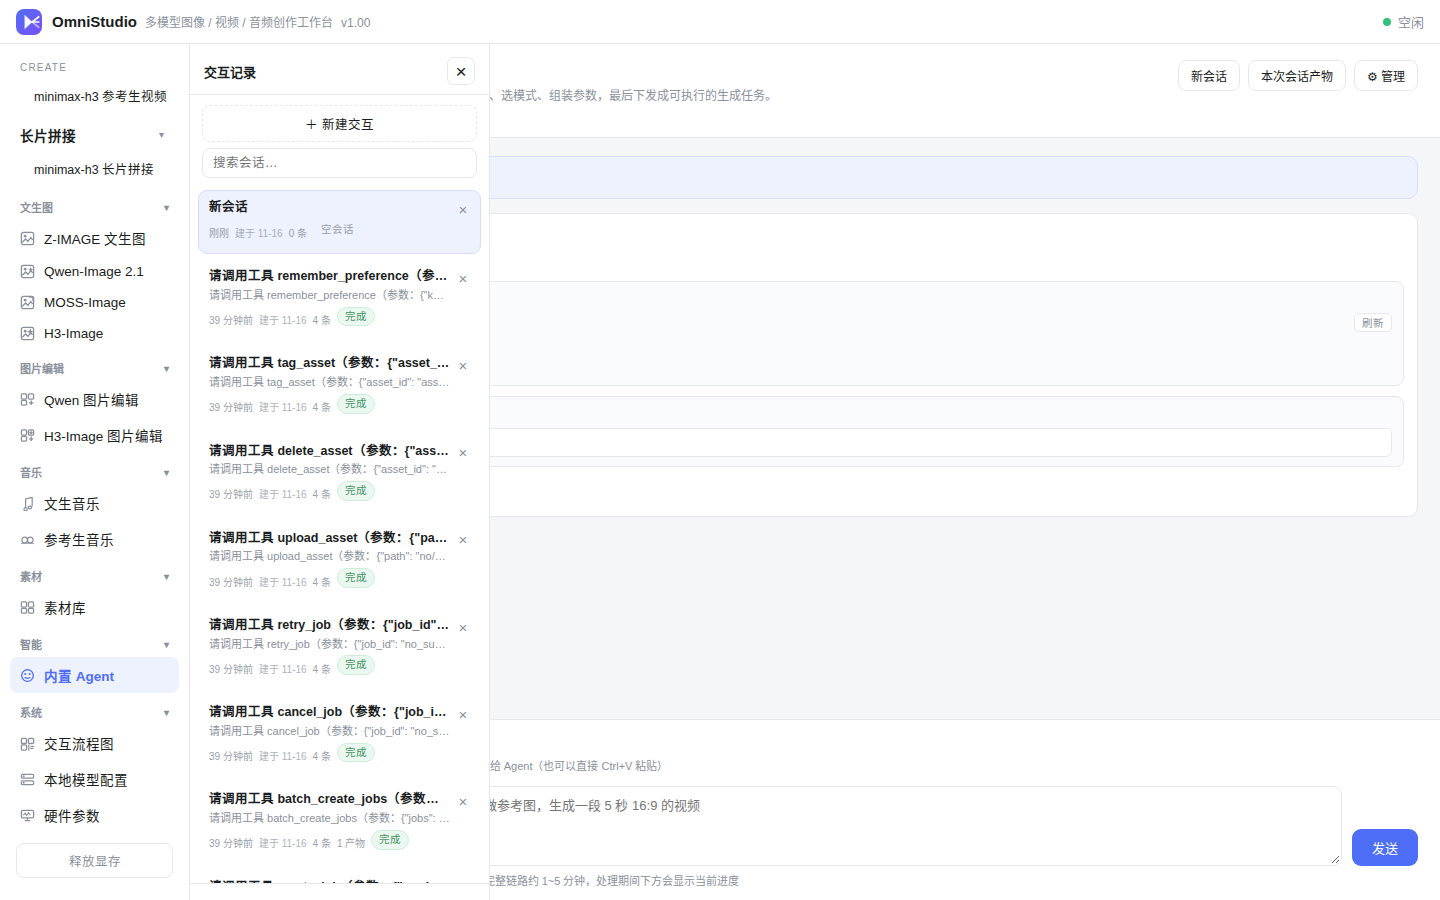 OmniStudio 多模型图像 / 视频 / 音频创作工作台 v1.00
空闲
CREATE
minimax-h3 参考生视频
长片拼接
minimax-h3 长片拼接
文生图
Z-IMAGE 文生图
Qwen-Image 2.1
MOSS-Image
H3-Image
图片编辑
Qwen 图片编辑
H3-Image 图片编辑
音乐
文生音乐
参考生音乐
素材
素材库
智能
内置 Agent
系统
交互流程图
本地模型配置
硬件参数
释放显存
交互记录
＋ 新建交互
搜索会话…
新会话
刚刚 建于 11-16 0 条 空会话
请调用工具 remember_preference（参…
请调用工具 remember_preference（参数：{"k…
39 分钟前 建于 11-16 4 条 完成
请调用工具 tag_asset（参数：{"asset_…
请调用工具 tag_asset（参数：{"asset_id": "ass…
39 分钟前 建于 11-16 4 条 完成
请调用工具 delete_asset（参数：{"ass…
请调用工具 delete_asset（参数：{"asset_id": "…
39 分钟前 建于 11-16 4 条 完成
请调用工具 upload_asset（参数：{"pa…
请调用工具 upload_asset（参数：{"path": "no/…
39 分钟前 建于 11-16 4 条 完成
请调用工具 retry_job（参数：{"job_id"…
请调用工具 retry_job（参数：{"job_id": "no_su…
39 分钟前 建于 11-16 4 条 完成
请调用工具 cancel_job（参数：{"job_i…
请调用工具 cancel_job（参数：{"job_id": "no_s…
39 分钟前 建于 11-16 4 条 完成
请调用工具 batch_create_jobs（参数…
请调用工具 batch_create_jobs（参数：{"jobs": …
39 分钟前 建于 11-16 4 条 1 产物 完成
新会话
本次会话产物
管理
、选模式、组装参数，最后下发成可执行的生成任务。
刷新
给 Agent（也可以直接 Ctrl+V 粘贴）
做参考图，生成一段 5 秒 16:9 的视频
发送
完整链路约 1~5 分钟，处理期间下方会显示当前进度